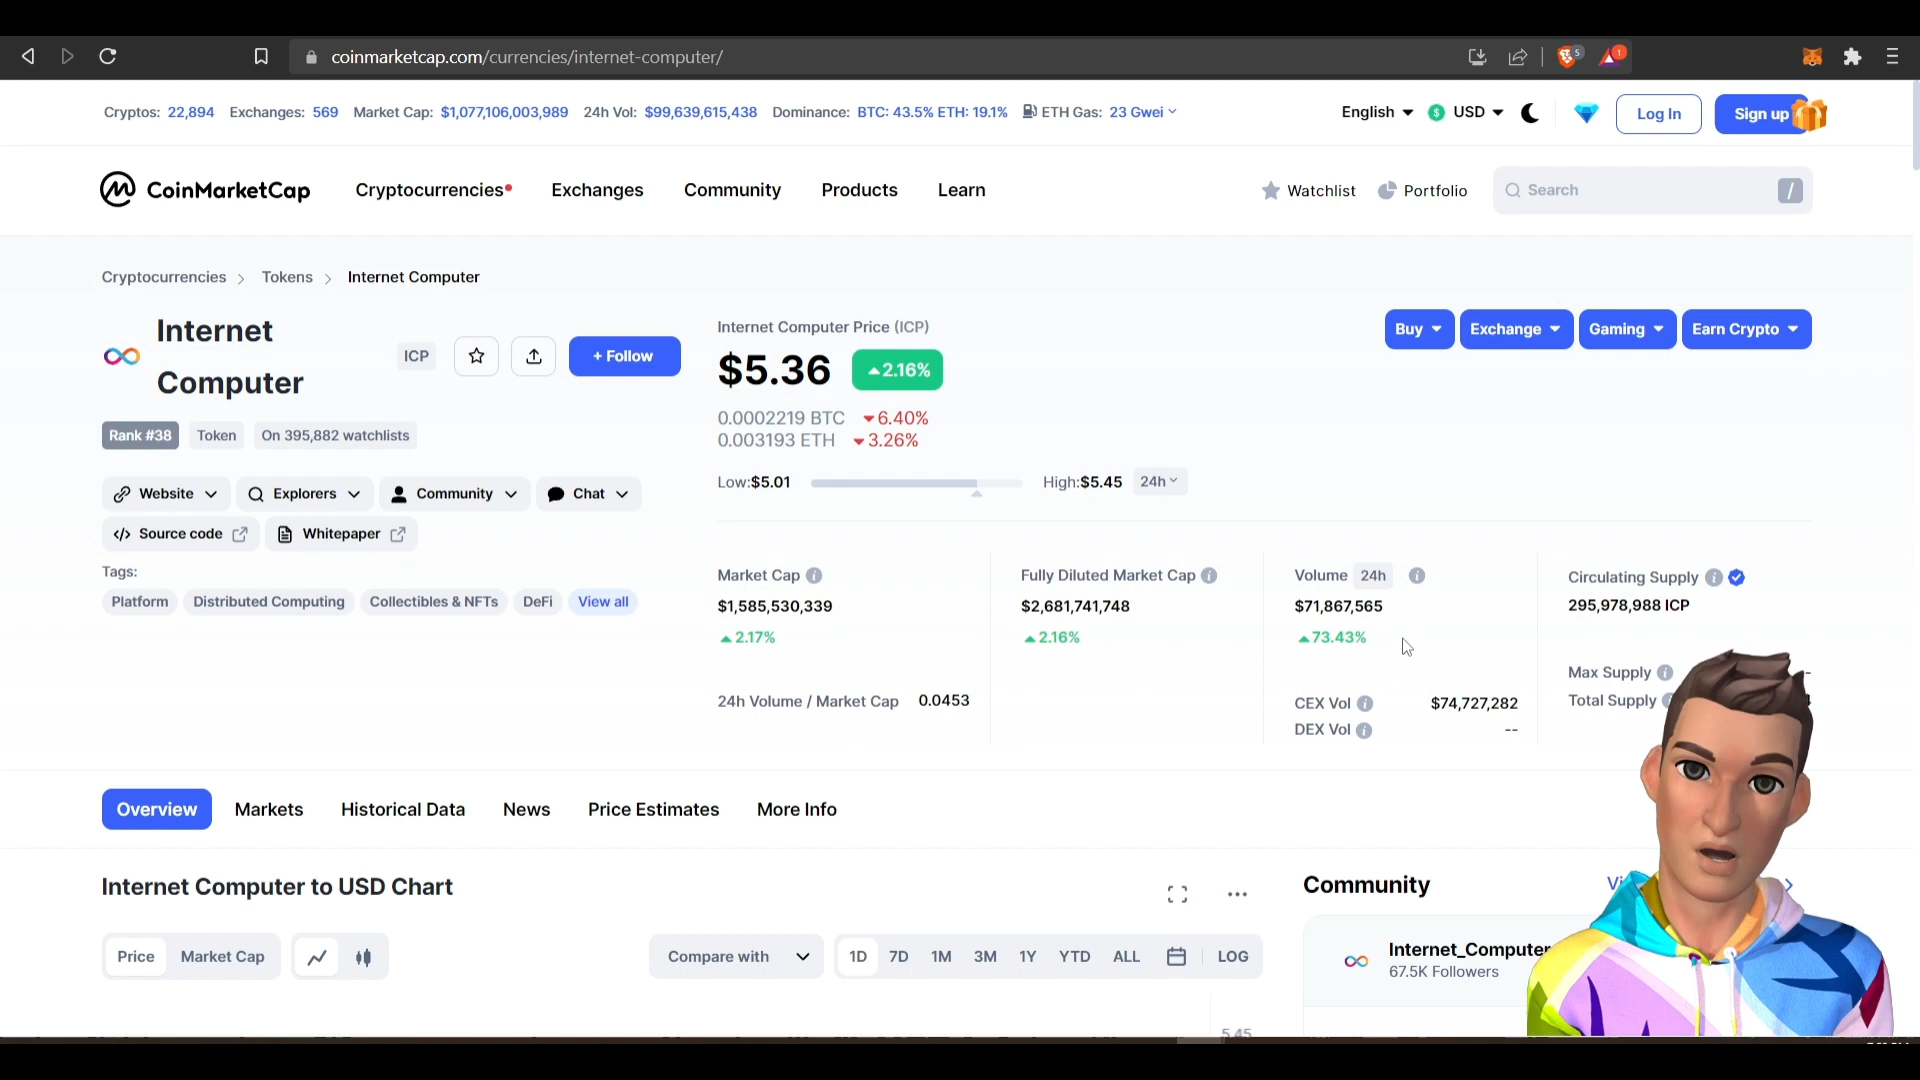 coinmarketcap.com/currencies/internet-computer/
5
1
Cryptos: 22,894 Exchanges: 569 Market Cap: $1,077,106,003,989 24h Vol: $99,639,615,438 Dominance: BTC: 43.5% ETH: 19.1% ETH Gas: 23 Gwei
English USD Log In Sign up
CoinMarketCap Cryptocurrencies Exchanges Community Products Learn
Watchlist Portfolio Search /
Cryptocurrencies > Tokens > Internet Computer
Internet
Computer
ICP + Follow
Rank #38 Token On 395,882 watchlists
Website Explorers Community Chat
Source code Whitepaper
Tags:
Platform Distributed Computing Collectibles & NFTs DeFi View all
Internet Computer Price (ICP)
$5.36 2.16%
0.0002219 BTC 6.40%
0.003193 ETH 3.26%
Low:$5.01 High:$5.45 24h
Buy Exchange Gaming Earn Crypto
Market Cap
$1,585,530,339
2.17%
24h Volume / Market Cap 0.0453
Fully Diluted Market Cap
$2,681,741,748
2.16%
Volume 24h
$71,867,565
73.43%
CEX Vol $74,727,282
DEX Vol --
Circulating Supply
295,978,988 ICP
Max Supply
Total Supply
Overview Markets Historical Data News Price Estimates More Info
Internet Computer to USD Chart
Price Market Cap
Compare with 1D 7D 1M 3M 1Y YTD ALL LOG
5.45
Community
Internet_Computer
67.5K Followers